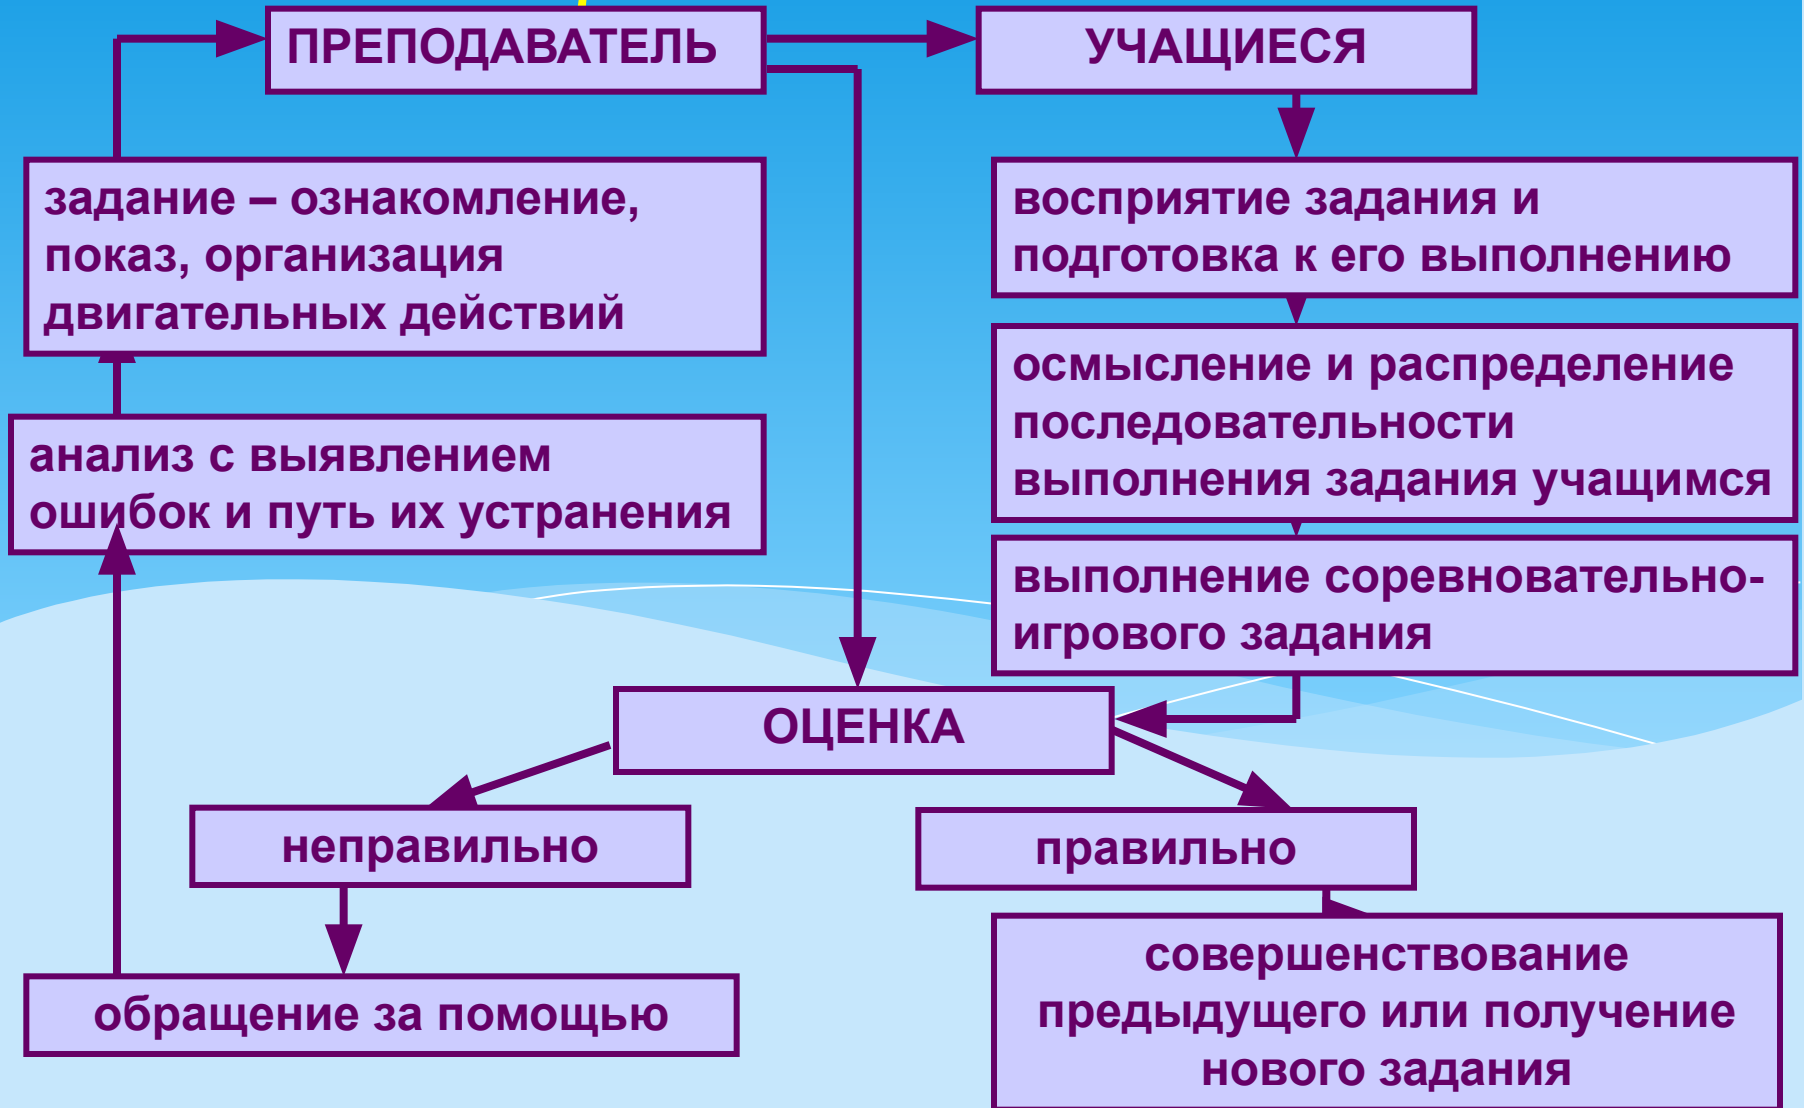 ПРЕПОДАВАТЕЛЬ
УЧАЩИЕСЯ
задание – ознакомление,
показ, организация
двигательных действий
восприятие задания и
подготовка к его выполнению
анализ с выявлением
ошибок и путь их устранения
осмысление и распределение
последовательности
выполнения задания учащимся
выполнение соревновательно-
игрового задания
ОЦЕНКА
неправильно
правильно
обращение за помощью
совершенствование
предыдущего или получение
нового задания